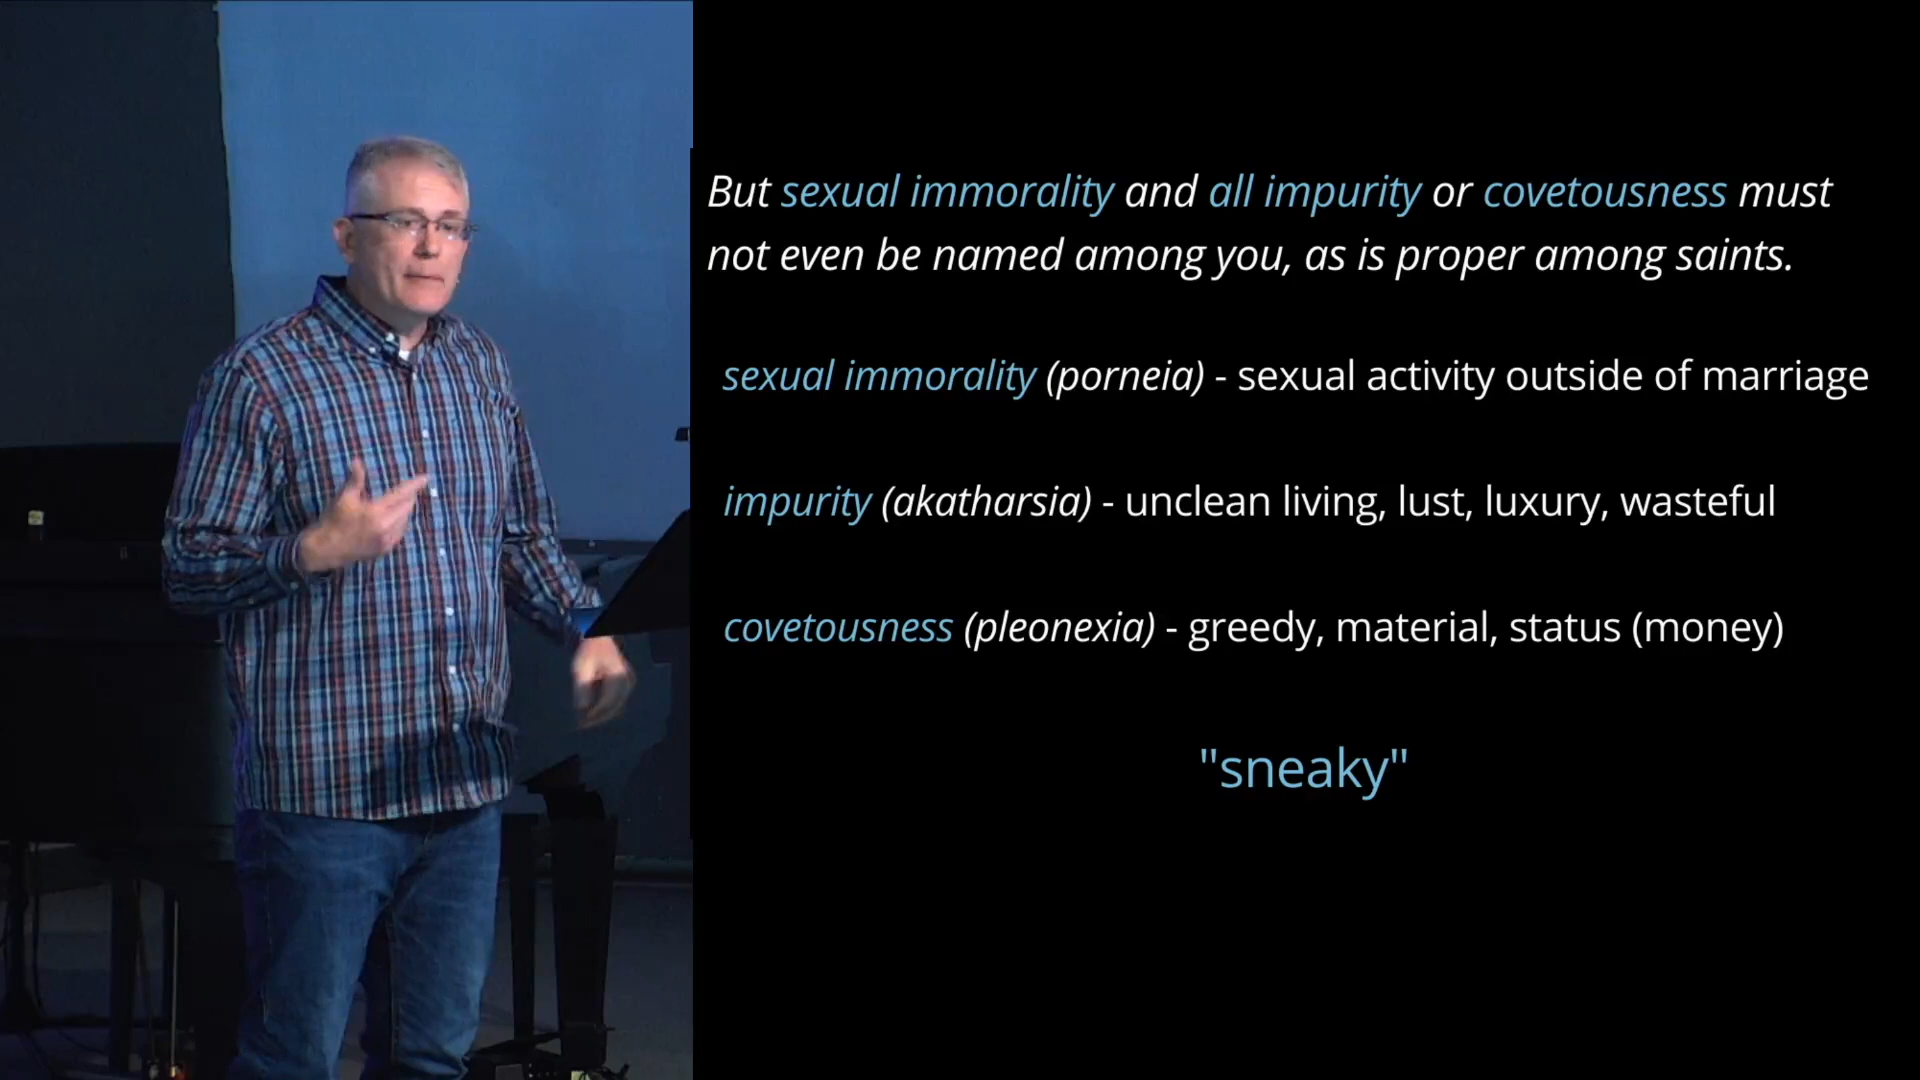 But sexual immorality and all impurity or covetousness must
not even be named among you, as is proper among saints.
sexual immorality (porneia) - sexual activity outside of marriage
impurity (akatharsia) - unclean living, lust, luxury, wasteful
covetousness (pleonexia) - greedy, material, status (money)
"sneaky"